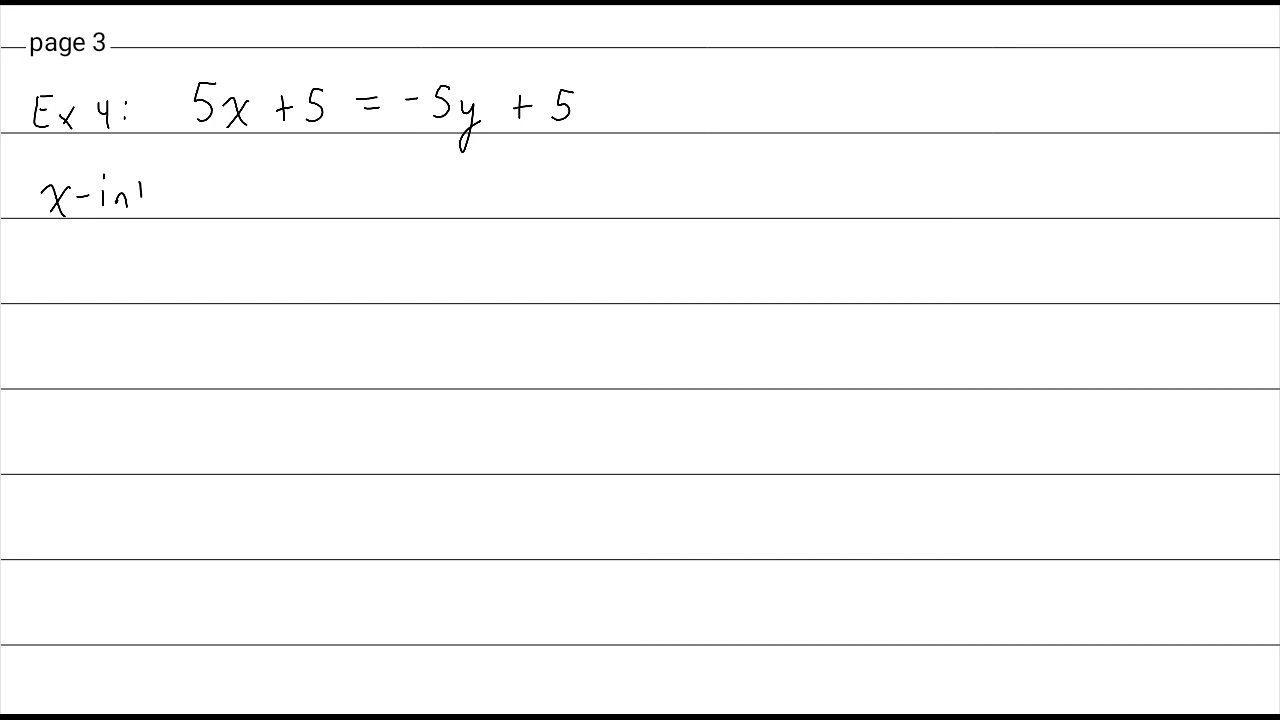 page 3
Ex 4: 5x + 5 = -5y + 5
x-in